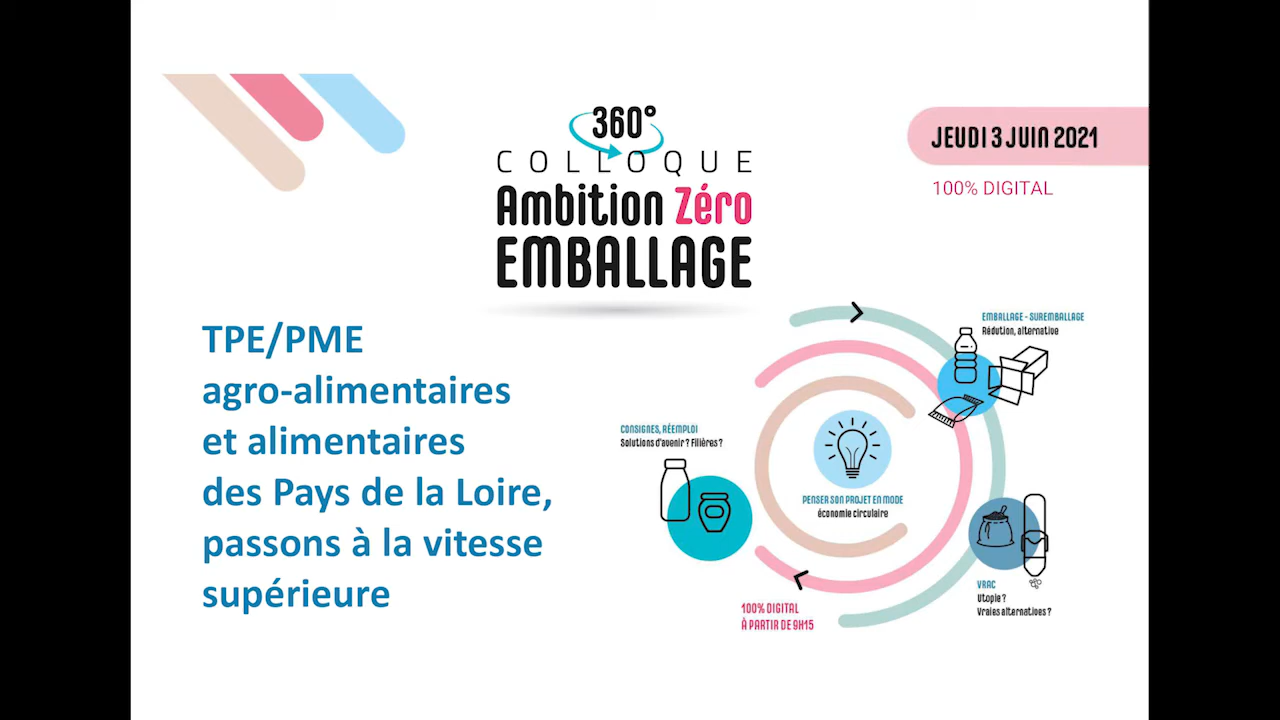 360°
COLLOQUE
Ambition Zéro
EMBALLAGE
JEUDI 3 JUIN 2021
100% DIGITAL
TPE/PME
agro-alimentaires
et alimentaires
des Pays de la Loire,
passons à la vitesse
supérieure
EMBALLAGE - SUREMBALLAGE
Rédution, alternative
CONSIGNES, RÉEMPLOI
Solutions d'avenir ? Filières ?
PENSER SON PROJET EN MODE
économie circulaire
VRAC
Utopie ?
Vraies alternatives ?
100% DIGITAL
À PARTIR DE 9H15